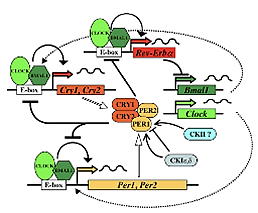 CLOCK
BMAL1
E-box
Rev-Erbα
CLOCK
BMAL1
E-box
Cry1, Cry2
Bmal1
Clock
CRY1
CRY2
PER2
PER1
CKII ?
CKIε,δ
CLOCK
BMAL1
E-box
Per1, Per2